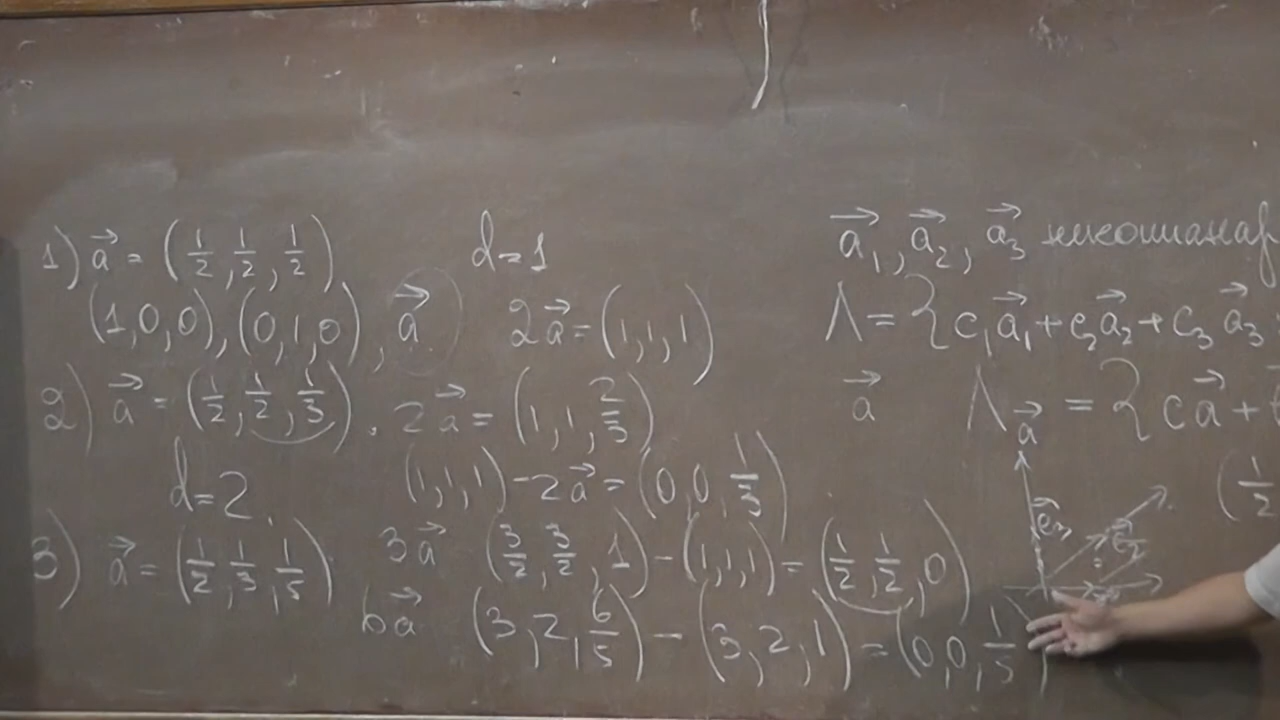 1) a⃗ = (1/2, 1/2, 1/2), d=1
(1,0,0), (0,1,0), a⃗ 2a⃗ = (1,1,1)
2) a⃗ = (1/2, 1/2, 1/3). 2a⃗ = (1,1,2/3)
d=2. (1,1,1) - 2a⃗ = (0,0,1/3)
3) a⃗ = (1/2, 1/3, 1/5). 3a⃗ (3/2, 3/2, 1) - (1,1,1) = (1/2, 1/2, 0)
6a⃗ (3,2,6/5) - (3,2,1) = (0,0,1/5)
a⃗₁, a⃗₂, a⃗₃ некомпланар
Λ = {c₁a⃗₁ + c₂a⃗₂ + c₃a⃗₃
a⃗ Λ_a⃗ = {ca⃗ +
(1/2
e⃗₃
e⃗₂